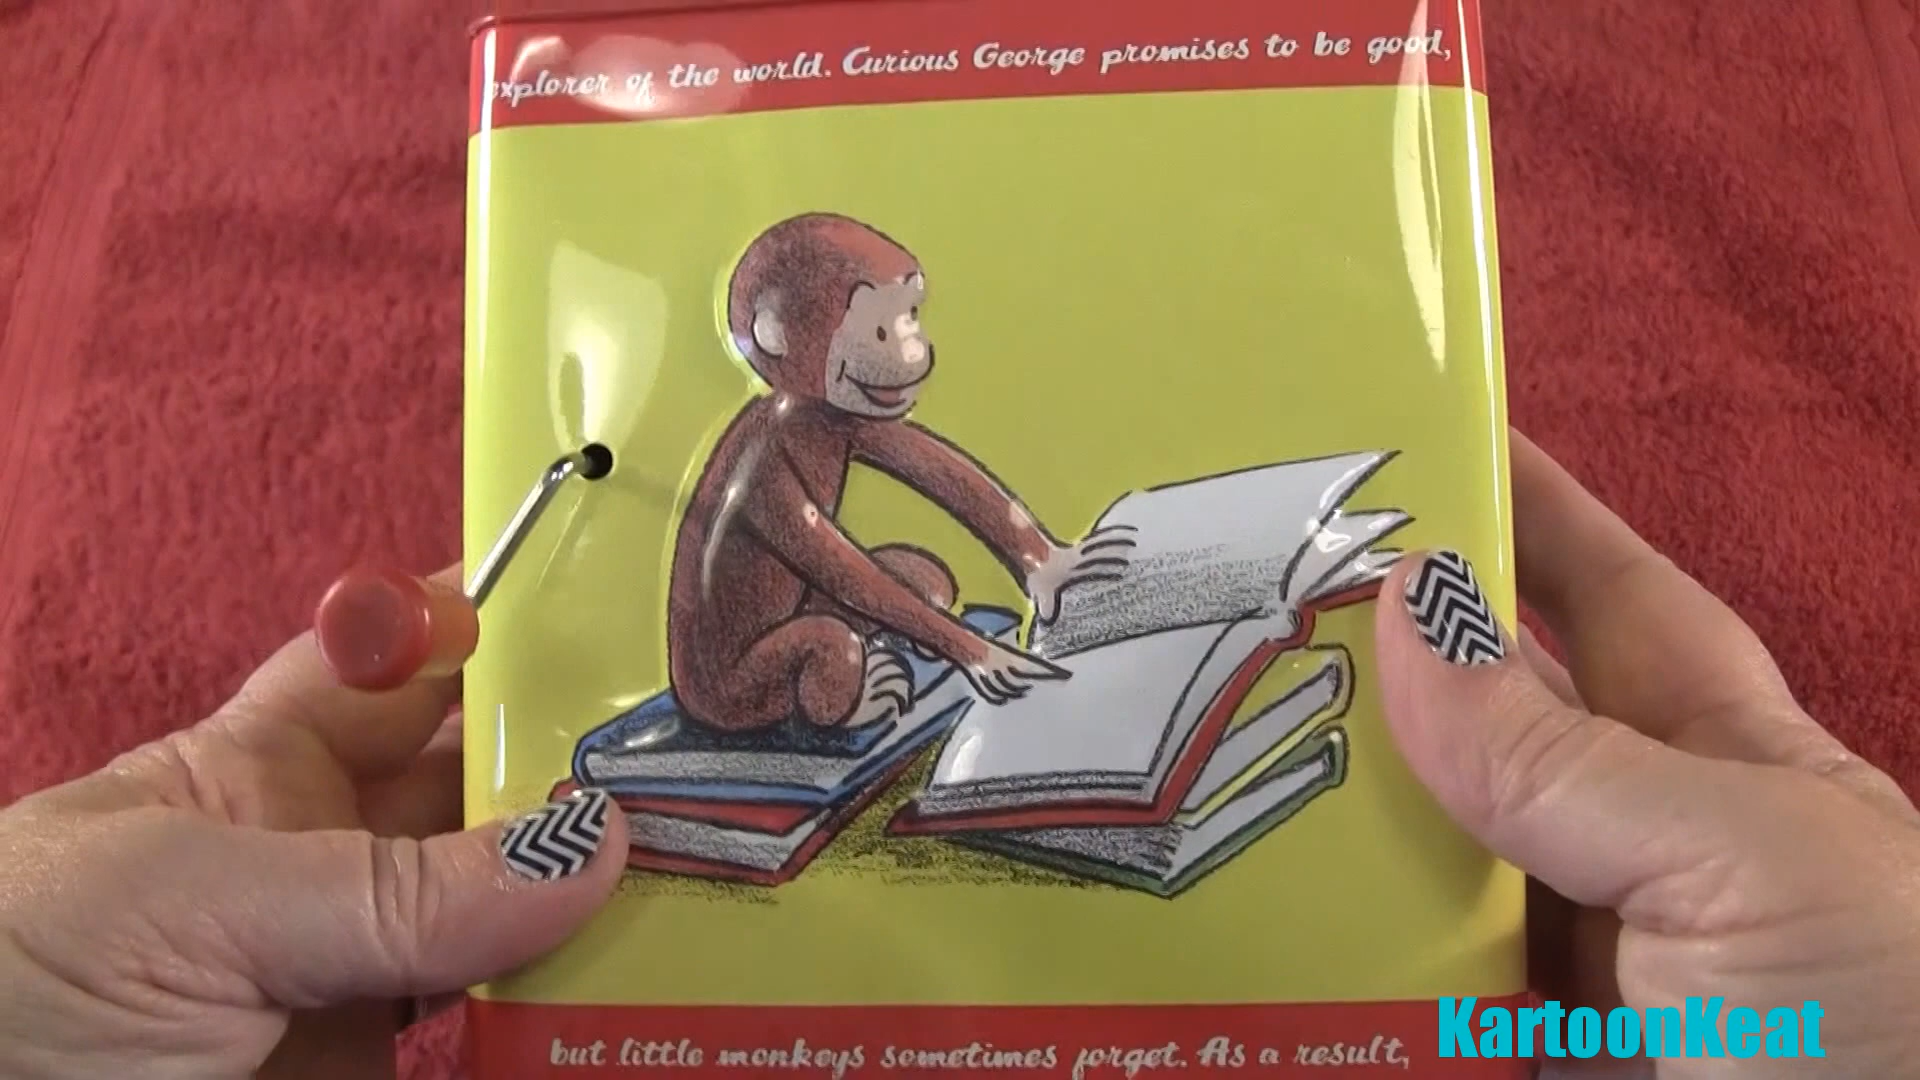 explorer of the world. Curious George promises to be good,
but little monkeys sometimes forget. As a result,
KartoonKeat